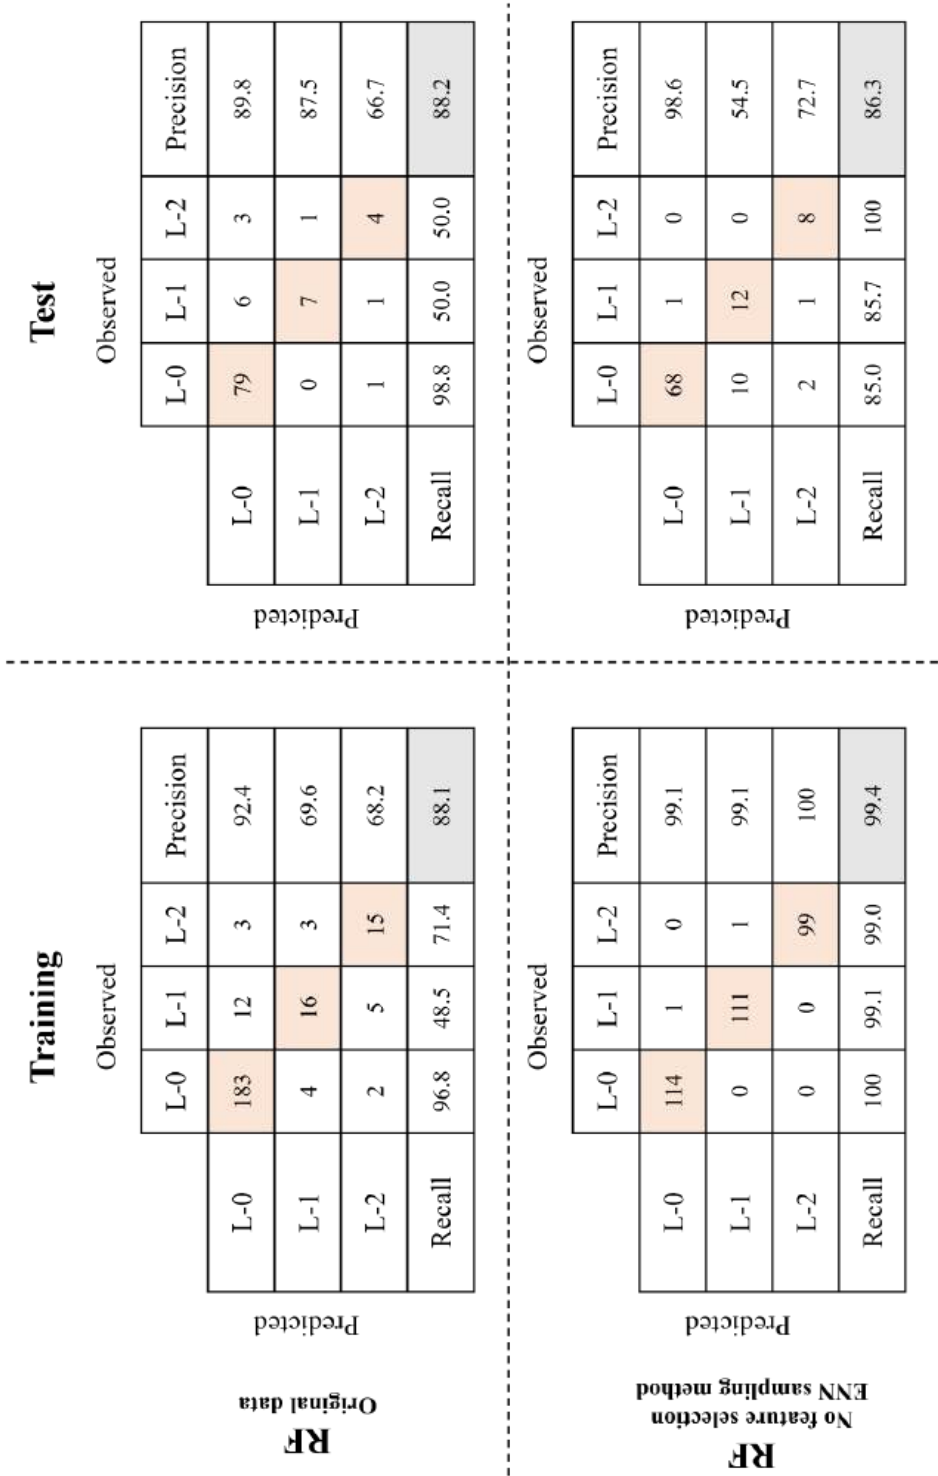 Training
Test
RF
Original data
Observed
Predicted
L-0 L-1 L-2 Precision
L-0 183 12 3 92.4
L-1 4 16 3 69.6
L-2 2 5 15 68.2
Recall 96.8 48.5 71.4 88.1
Observed
Predicted
L-0 L-1 L-2 Precision
L-0 79 6 3 89.8
L-1 0 7 1 87.5
L-2 1 1 4 66.7
Recall 98.8 50.0 50.0 88.2
RF
No feature selection
ENN sampling method
Observed
Predicted
L-0 L-1 L-2 Precision
L-0 114 1 0 99.1
L-1 0 111 1 99.1
L-2 0 0 99 100
Recall 100 99.1 99.0 99.4
Observed
Predicted
L-0 L-1 L-2 Precision
L-0 68 1 0 98.6
L-1 10 12 0 54.5
L-2 2 1 8 72.7
Recall 85.0 85.7 100 86.3